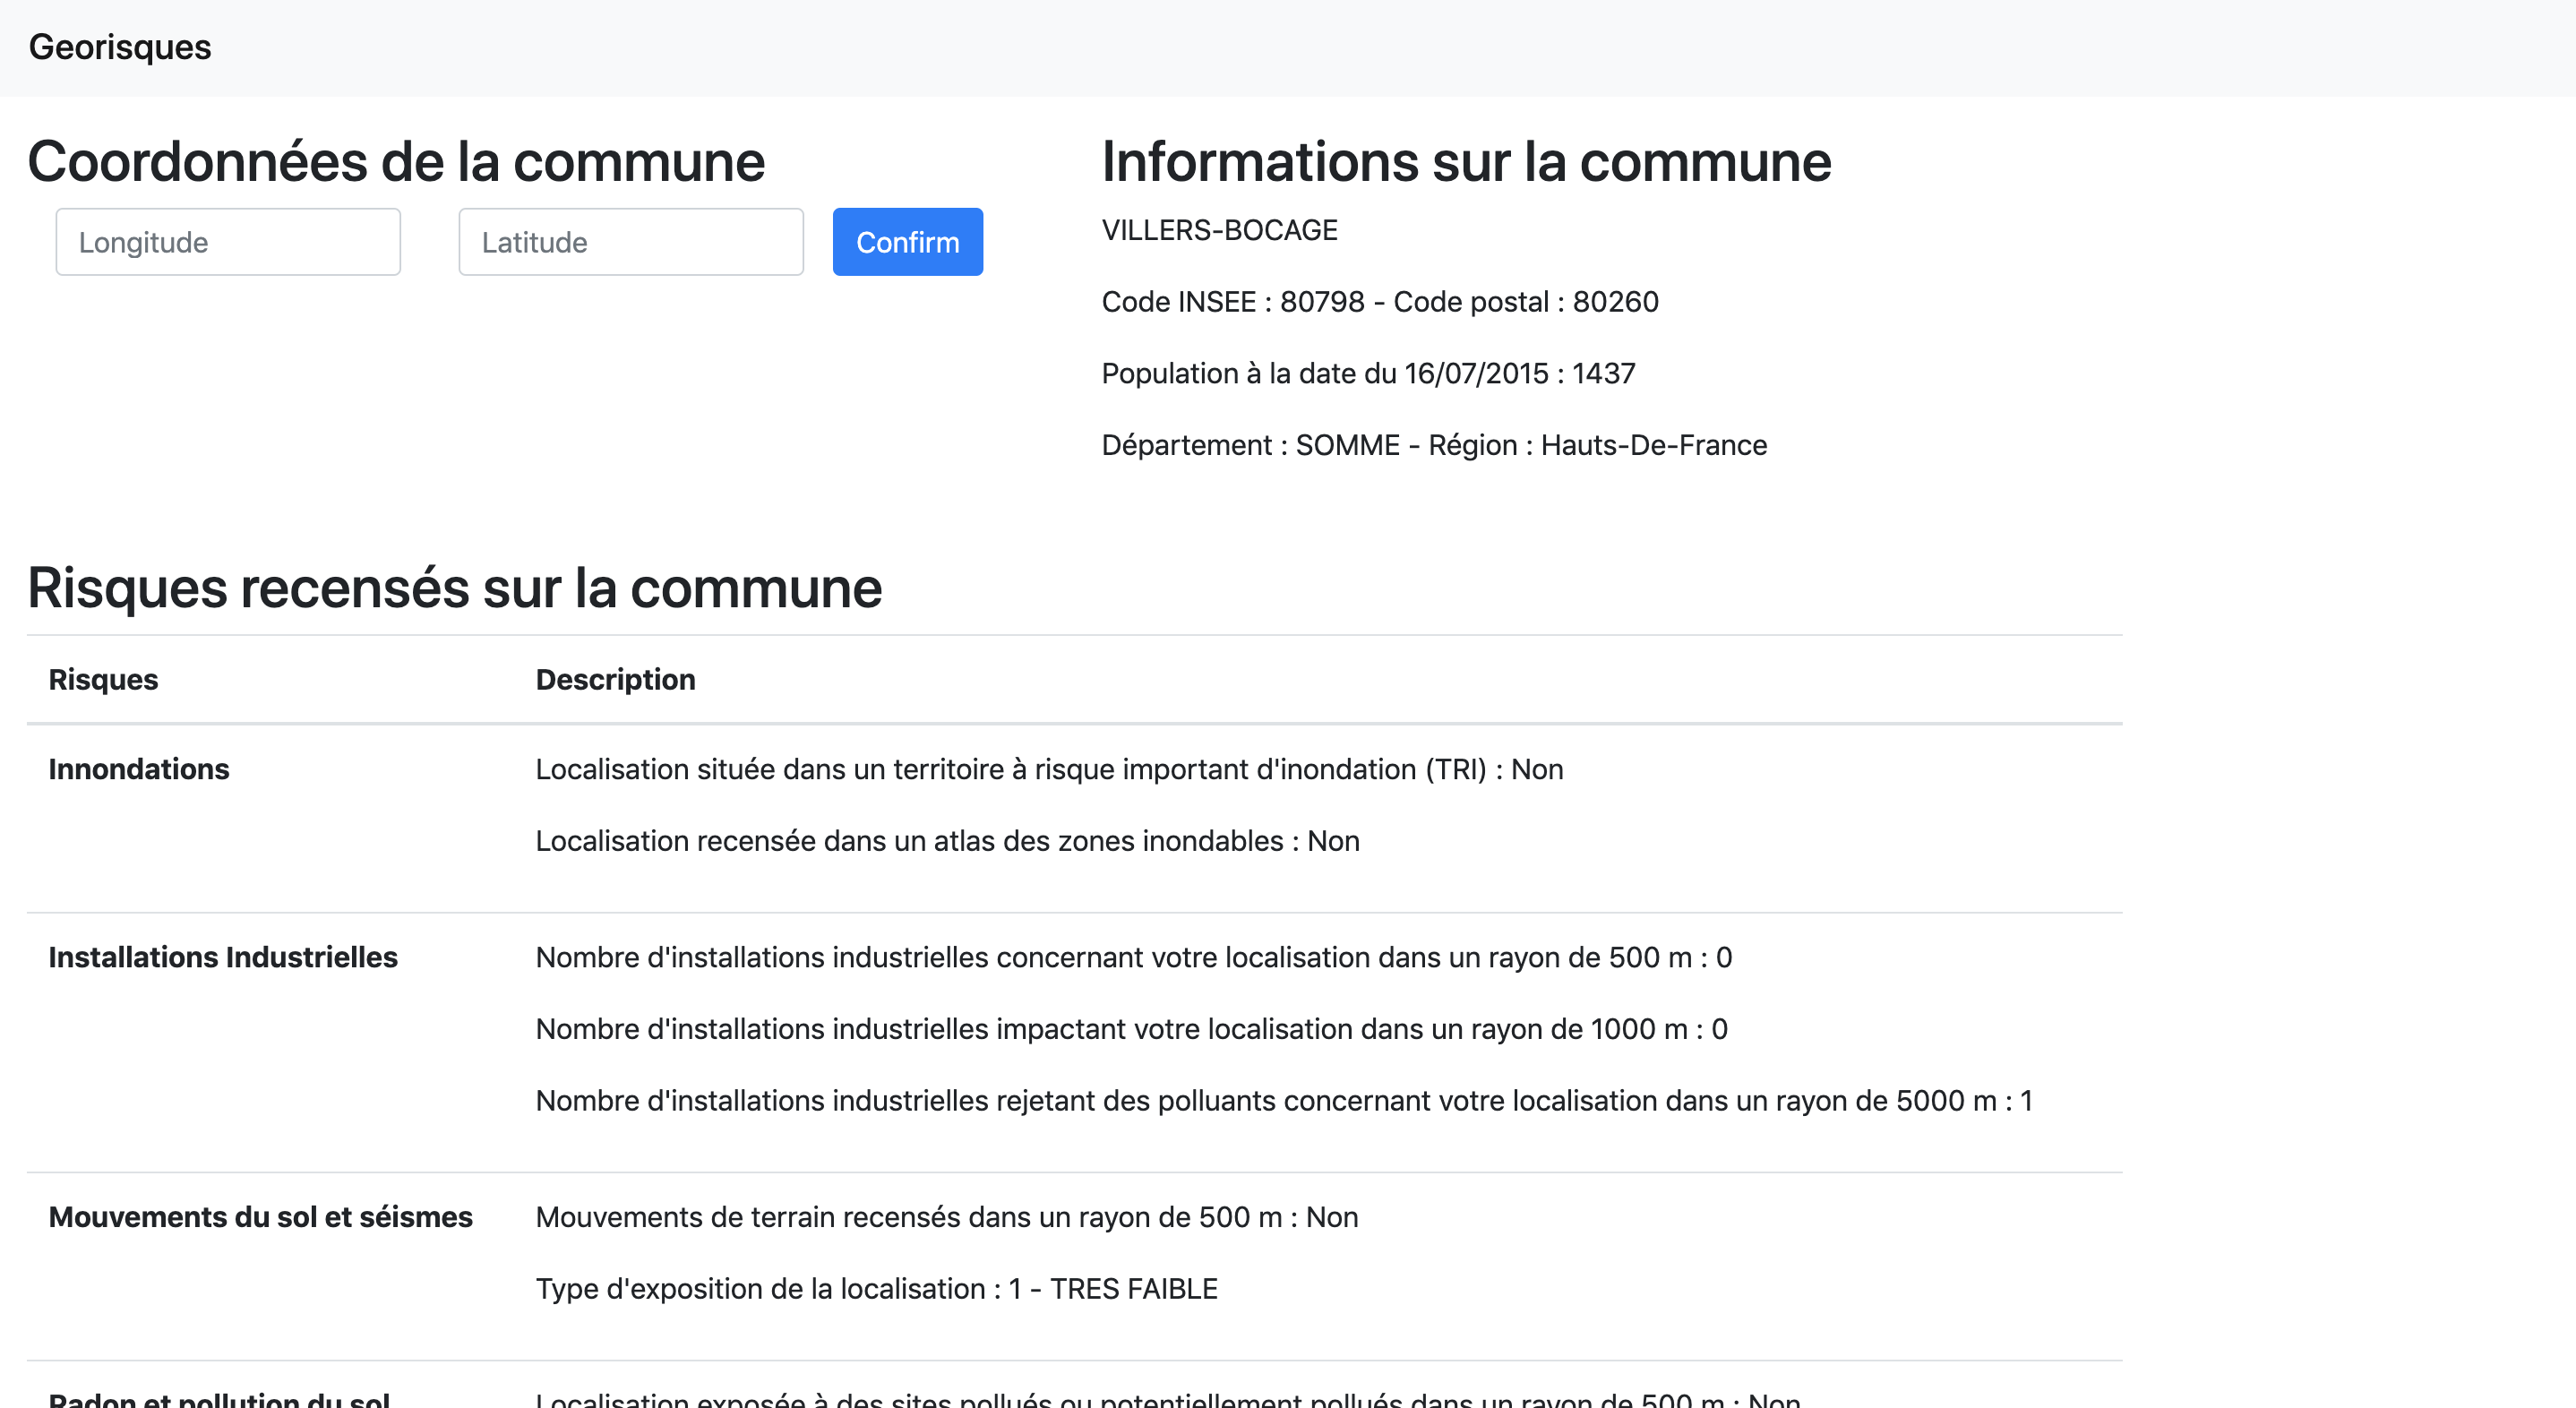 Georisques
Coordonnées de la commune
Longitude
Latitude
Confirm
Informations sur la commune
VILLERS-BOCAGE
Code INSEE : 80798 - Code postal : 80260
Population à la date du 16/07/2015 : 1437
Département : SOMME - Région : Hauts-De-France
Risques recensés sur la commune
Risques Description
Innondations Localisation située dans un territoire à risque important d'inondation (TRI) : Non
Localisation recensée dans un atlas des zones inondables : Non
Installations Industrielles Nombre d'installations industrielles concernant votre localisation dans un rayon de 500 m : 0
Nombre d'installations industrielles impactant votre localisation dans un rayon de 1000 m : 0
Nombre d'installations industrielles rejetant des polluants concernant votre localisation dans un rayon de 5000 m : 1
Mouvements du sol et séismes Mouvements de terrain recensés dans un rayon de 500 m : Non
Type d'exposition de la localisation : 1 - TRES FAIBLE
Radon et pollution du sol Localisation exposée à des sites pollués ou potentiellement pollués dans un rayon de 500 m : Non